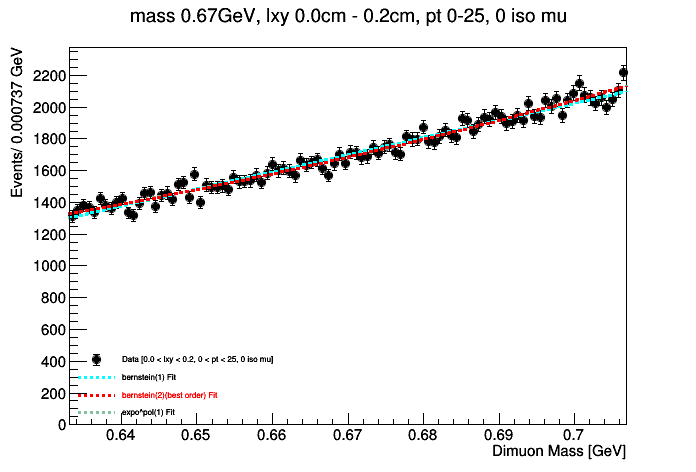 mass 0.67GeV, lxy 0.0cm - 0.2cm, pt 0-25, 0 iso mu
Events/ 0.000737 GeV
2200
2000
1800
1600
1400
1200
1000
800
600
400
200
0
Data [0.0 < lxy < 0.2, 0 < pt < 25, 0 iso mu]
bernstein(1) Fit
bernstein(2)(best order) Fit
expo^pol(1) Fit
0.64 0.65 0.66 0.67 0.68 0.69 0.7
Dimuon Mass [GeV]